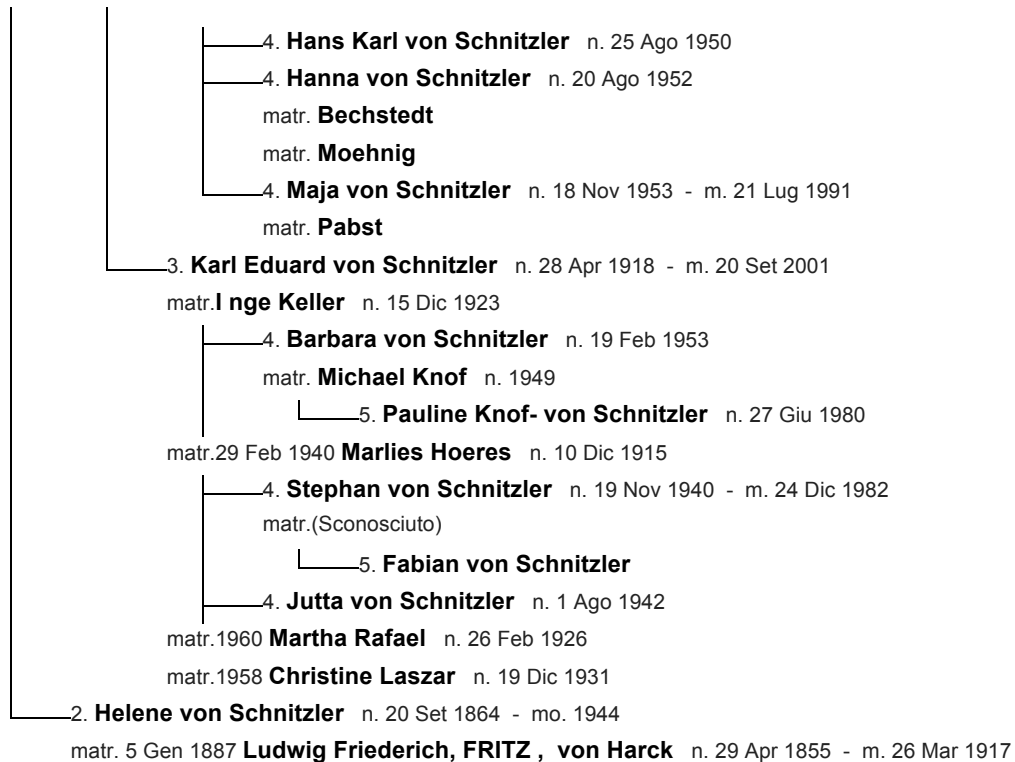 4. Hans Karl von Schnitzler n. 25 Ago 1950
4. Hanna von Schnitzler n. 20 Ago 1952
matr. Bechstedt
matr. Moehnig
4. Maja von Schnitzler n. 18 Nov 1953 - m. 21 Lug 1991
matr. Pabst
3. Karl Eduard von Schnitzler n. 28 Apr 1918 - m. 20 Set 2001
matr.I nge Keller n. 15 Dic 1923
4. Barbara von Schnitzler n. 19 Feb 1953
matr. Michael Knof n. 1949
5. Pauline Knof- von Schnitzler n. 27 Giu 1980
matr.29 Feb 1940 Marlies Hoeres n. 10 Dic 1915
4. Stephan von Schnitzler n. 19 Nov 1940 - m. 24 Dic 1982
matr.(Sconosciuto)
5. Fabian von Schnitzler
4. Jutta von Schnitzler n. 1 Ago 1942
matr.1960 Martha Rafael n. 26 Feb 1926
matr.1958 Christine Laszar n. 19 Dic 1931
2. Helene von Schnitzler n. 20 Set 1864 - mo. 1944
matr. 5 Gen 1887 Ludwig Friederich, FRITZ , von Harck n. 29 Apr 1855 - m. 26 Mar 1917